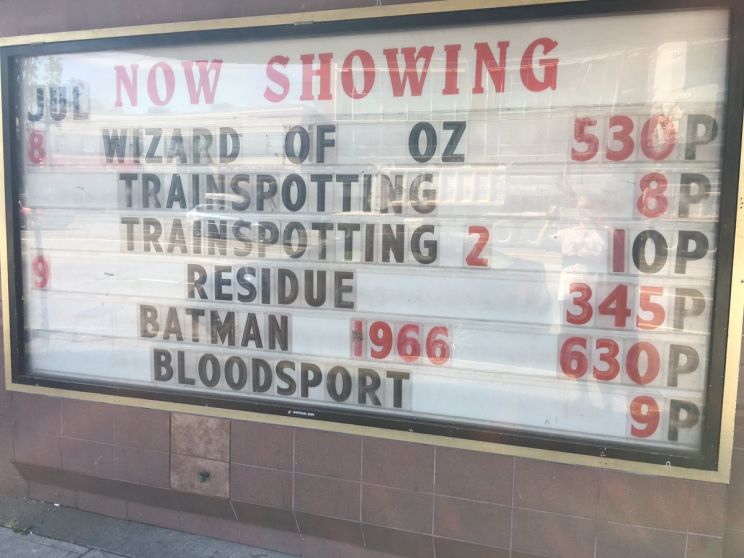 NOW SHOWING
JUL
8 WIZARD OF OZ 530P
TRAINSPOTTING 8P
TRAINSPOTTING 2 10P
9 RESIDUE 345P
BATMAN 1966 630P
BLOODSPORT 9P